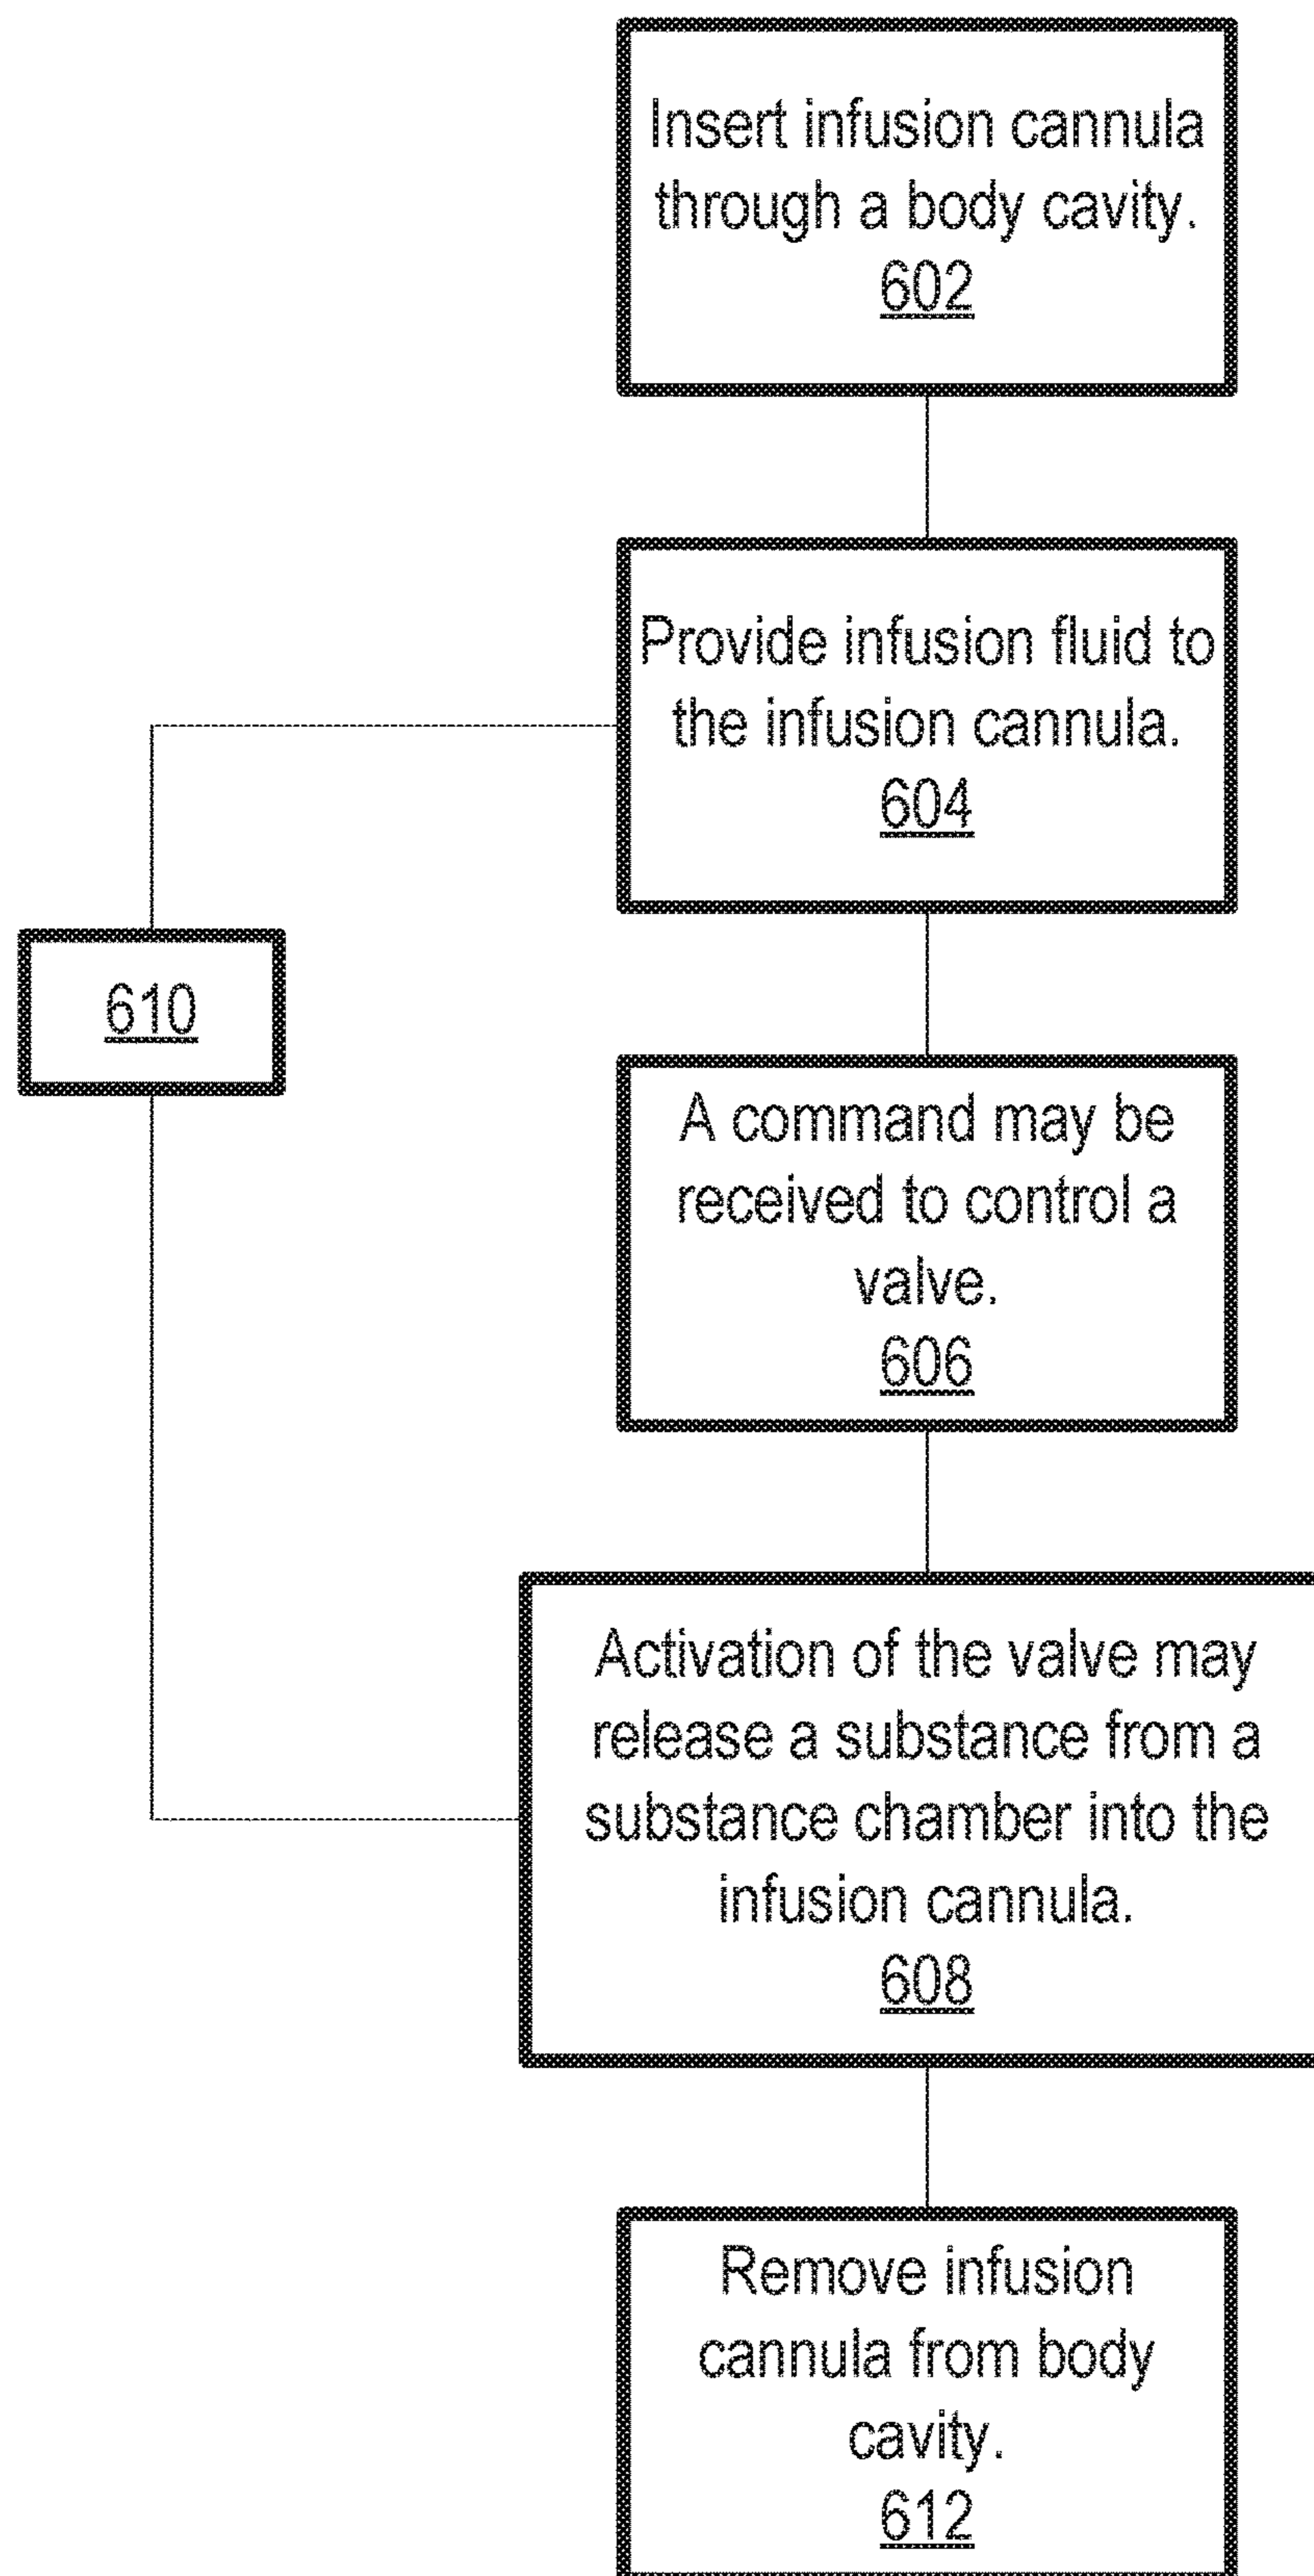 Insert infusion cannula
through a body cavity.
602
Provide infusion fluid to
the infusion cannula.
604
610
A command may be
received to control a
valve.
606
Activation of the valve may
release a substance from a
substance chamber into the
infusion cannula.
608
Remove infusion
cannula from body
cavity.
612